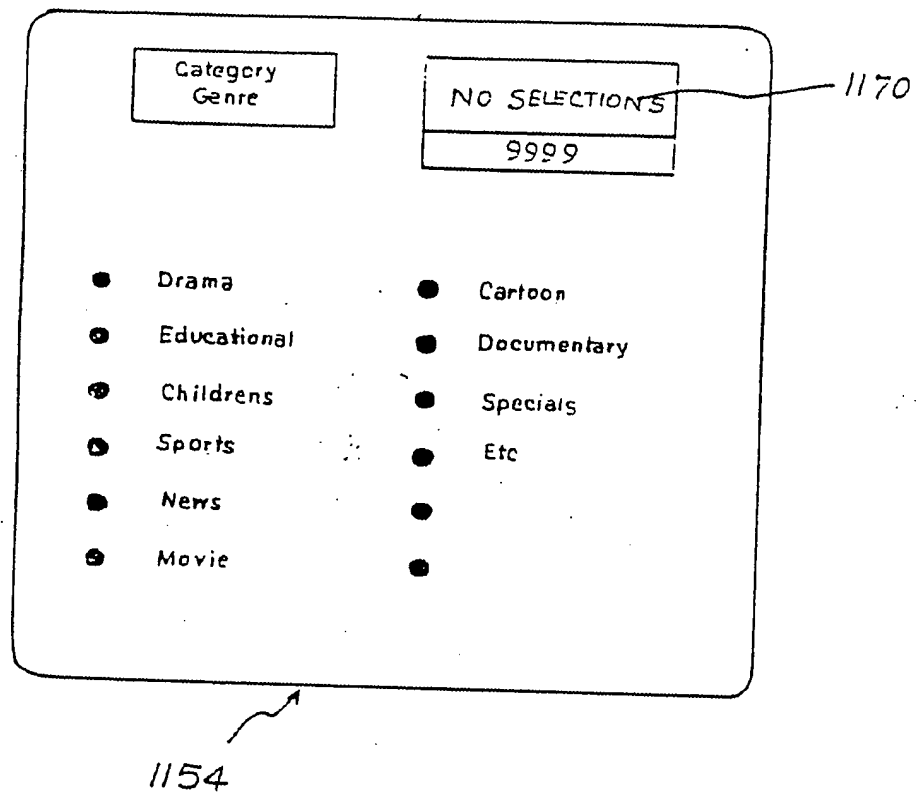 Category
Genre
NO SELECTIONS
9999
1170
Drama
Educational
Childrens
Sports
News
Movie
Cartoon
Documentary
Specials
Etc
1154